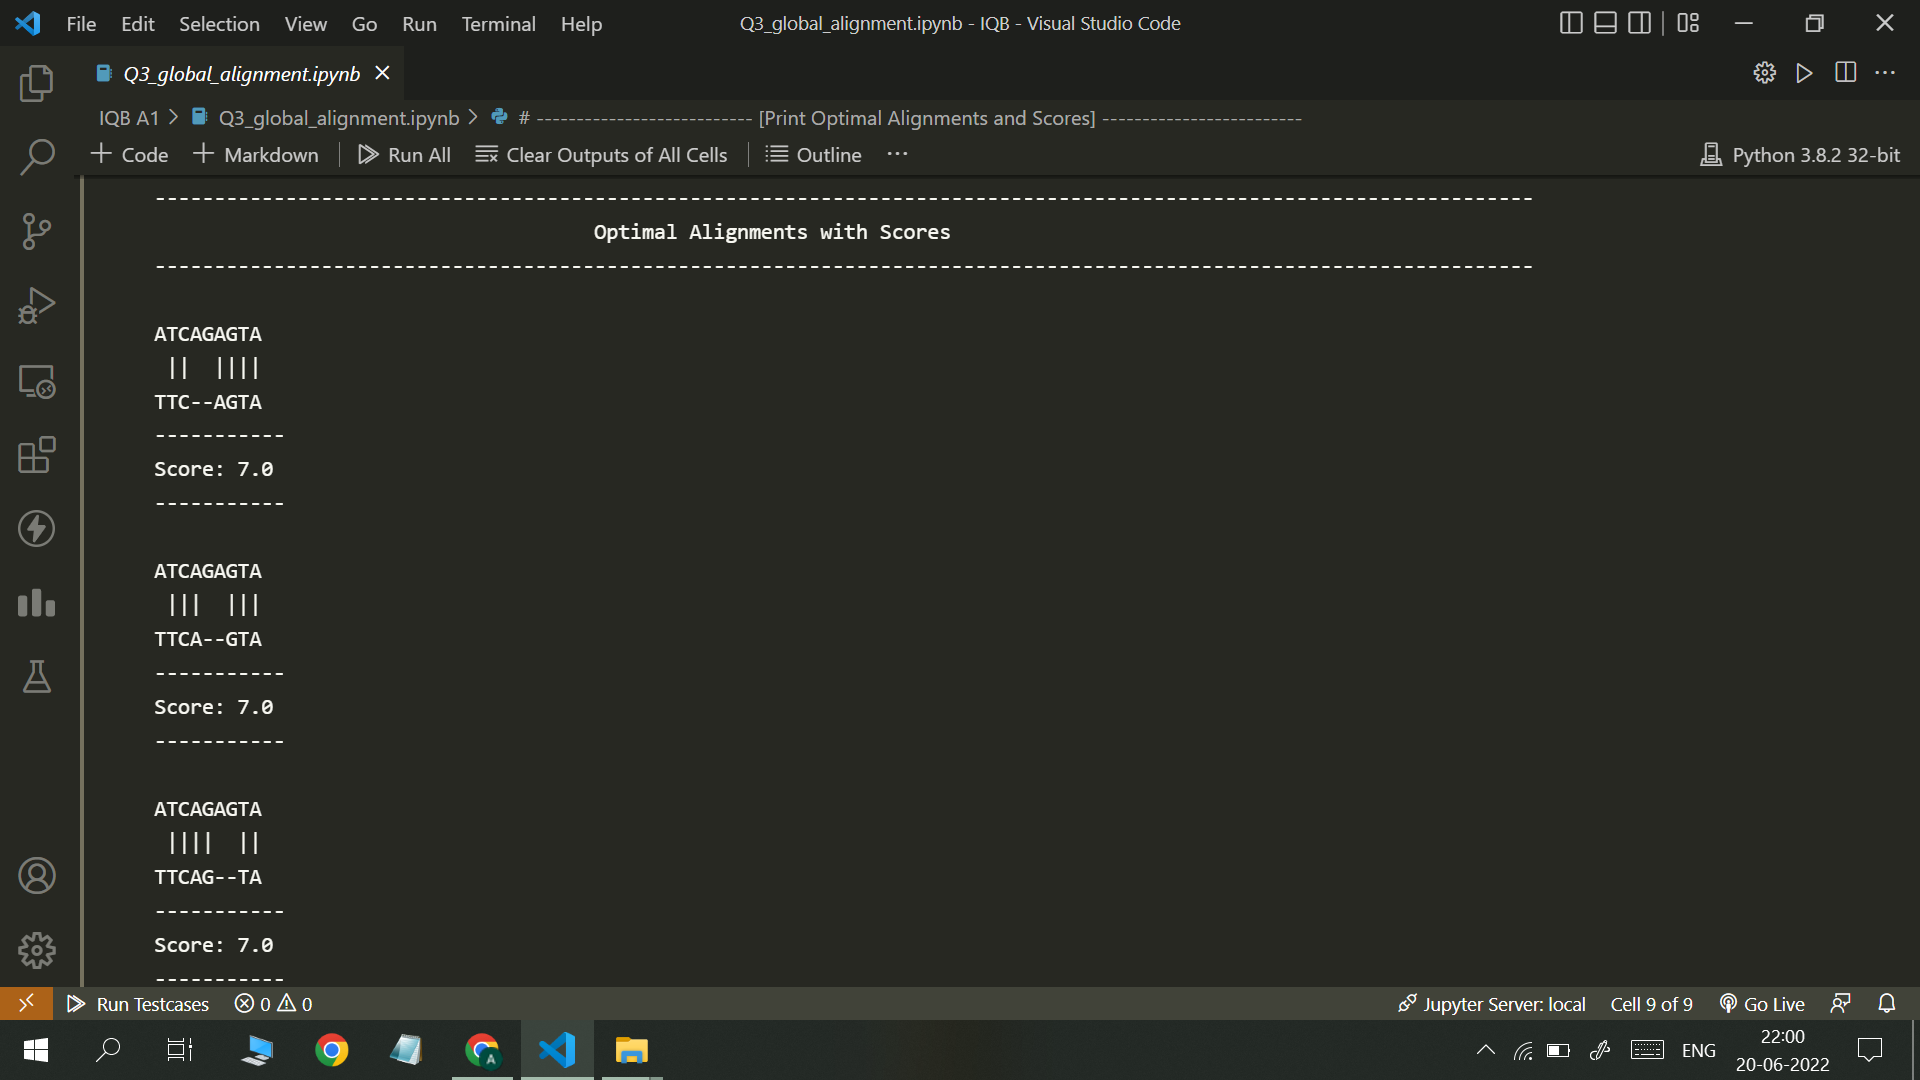 File Edit Selection View Go Run Terminal Help Q3_global_alignment.ipynb - IQB - Visual Studio Code
Q3_global_alignment.ipynb
IQB A1 > Q3_global_alignment.ipynb > # --------------------------- [Print Optimal Alignments and Scores] -------------------------
+ Code + Markdown Run All Clear Outputs of All Cells Outline ... Python 3.8.2 32-bit
--------------------------------------------------------------------------------------------------------------------
Optimal Alignments with Scores
--------------------------------------------------------------------------------------------------------------------
ATCAGAGTA
 ||  ||||
TTC--AGTA
-----------
Score: 7.0
-----------
ATCAGAGTA
 |||  |||
TTCA--GTA
-----------
Score: 7.0
-----------
ATCAGAGTA
 ||||  ||
TTCAG--TA
-----------
Score: 7.0
-----------
Run Testcases 0 0 Jupyter Server: local Cell 9 of 9 Go Live
A ENG 22:00
20-06-2022